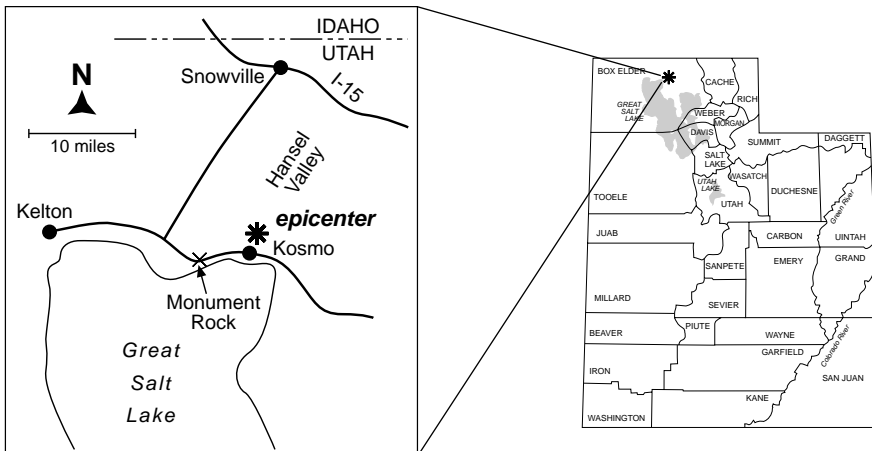 IDAHO
UTAH
Snowville
I-15
N
10 miles
Hansel
Valley
Kelton
epicenter
Kosmo
Monument
Rock
Great
Salt
Lake
BOX ELDER
CACHE
RICH
GREAT
SALT
LAKE
WEBER
MORGAN
DAVIS
SUMMIT
DAGGETT
SALT
LAKE
WASATCH
UTAH
LAKE
TOOELE
DUCHESNE
UTAH
Green River
JUAB
CARBON
UINTAH
SANPETE
EMERY
GRAND
MILLARD
SEVIER
BEAVER
PIUTE
WAYNE
Colorado River
GARFIELD
IRON
SAN JUAN
KANE
WASHINGTON